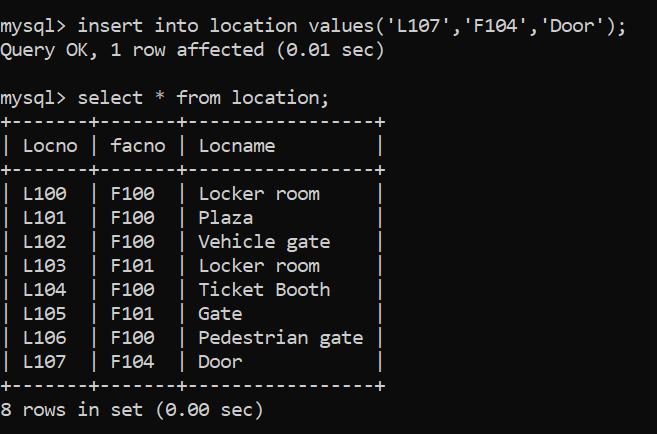 mysql> insert into location values('L107','F104','Door');
Query OK, 1 row affected (0.01 sec)
mysql> select * from location;
+-------+-------+-----------------+
| Locno | facno | Locname         |
+-------+-------+-----------------+
| L100  | F100  | Locker room     |
| L101  | F100  | Plaza           |
| L102  | F100  | Vehicle gate    |
| L103  | F101  | Locker room     |
| L104  | F100  | Ticket Booth    |
| L105  | F101  | Gate            |
| L106  | F100  | Pedestrian gate |
| L107  | F104  | Door            |
+-------+-------+-----------------+
8 rows in set (0.00 sec)